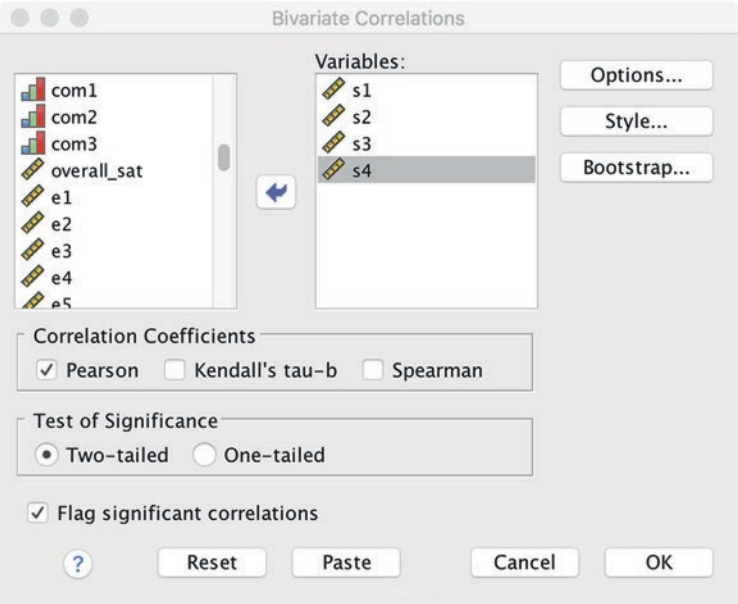 Bivariate Correlations
com1
com2
com3
overall_sat
e1
e2
e3
e4
e5
Variables:
s1
s2
s3
s4
Options...
Style...
Bootstrap...
Correlation Coefficients
Pearson Kendall's tau-b Spearman
Test of Significance
Two-tailed One-tailed
Flag significant correlations
? Reset Paste Cancel OK